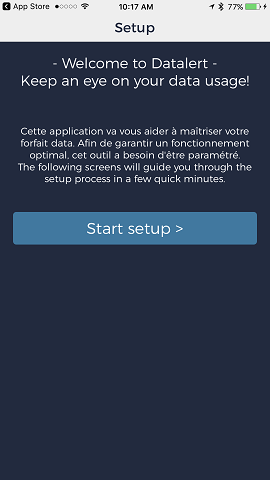 App Store 10:17 AM 77%
Setup
- Welcome to Datalert -
Keep an eye on your data usage!
Cette application va vous aider à maîtriser votre
forfait data. Afin de garantir un fonctionnement
optimal, cet outil a besoin d'être paramétré.
The following screens will guide you through the
setup process in a few quick minutes.
Start setup >